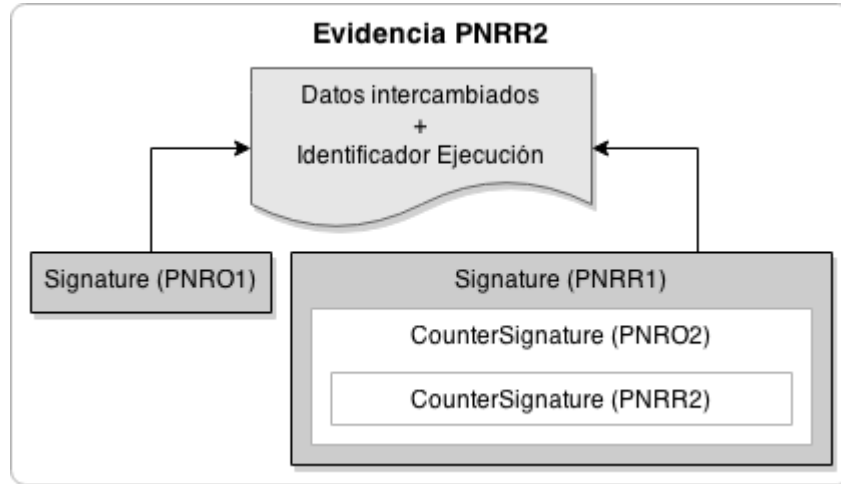 Evidencia PNRR2
Datos intercambiados
+
Identificador Ejecución
Signature (PNRO1)
Signature (PNRR1)
CounterSignature (PNRO2)
CounterSignature (PNRR2)